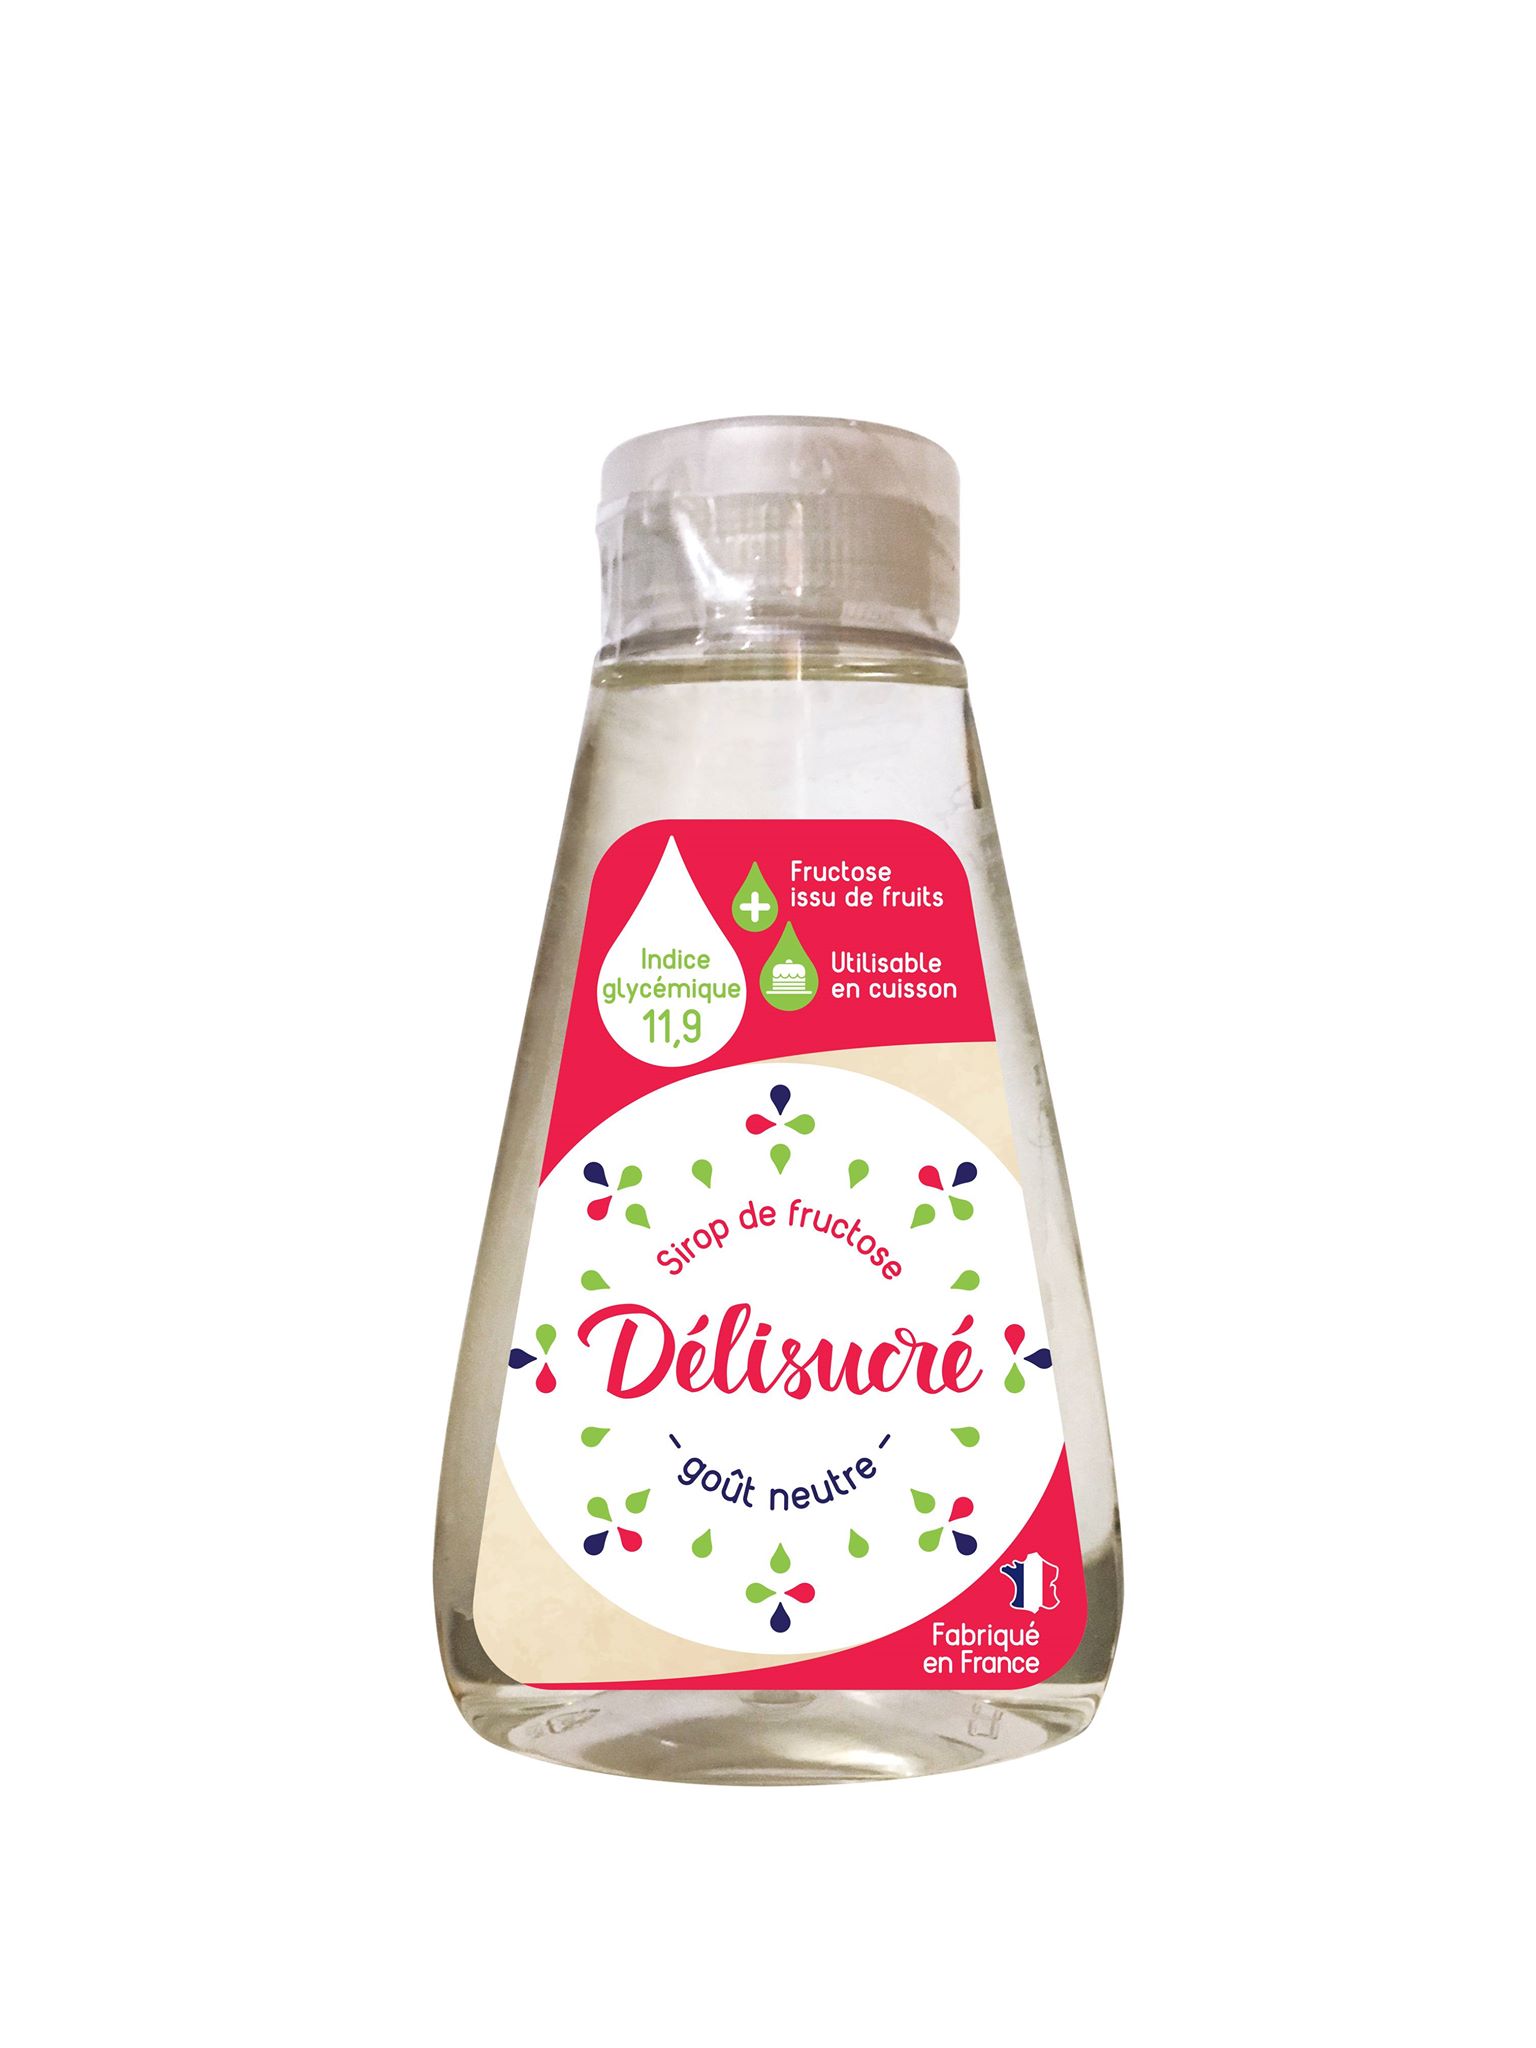 Fructose
issu de fruits
Indice
glycémique
11,9
Utilisable
en cuisson
Sirop de fructose
Délisucré
goût neutre
Fabriqué
en France